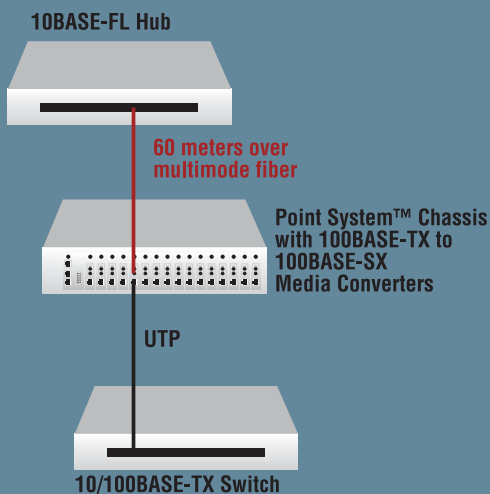 10BASE-FL Hub
60 meters over
multimode fiber
Point System™ Chassis
with 100BASE-TX to
100BASE-SX
Media Converters
UTP
10/100BASE-TX Switch